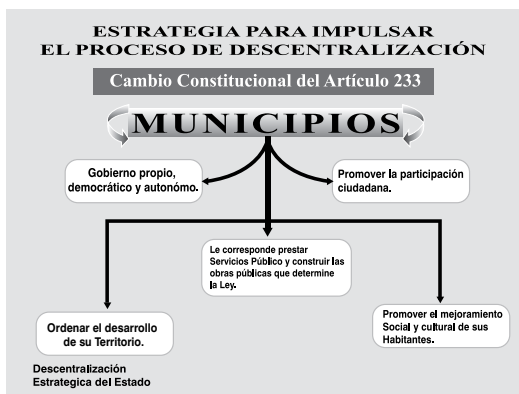 ESTRATEGIA PARA IMPULSAR
EL PROCESO DE DESCENTRALIZACIÓN
Cambio Constitucional del Artículo 233
MUNICIPIOS
Gobierno propio,
democrático y autonómo.
Promover la participación
ciudadana.
Le corresponde prestar
Servicios Público y construir las
obras públicas que determine
la Ley.
Ordenar el desarrollo
de su Territorio.
Promover el mejoramiento
Social y cultural de sus
Habitantes.
Descentralización
Estrategica del Estado